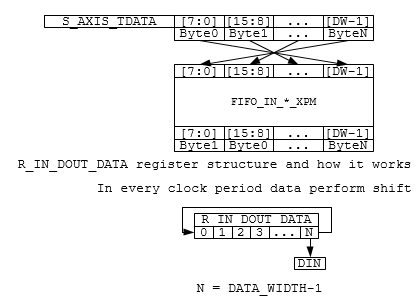 S_AXIS_TDATA [7:0] [15:8] ... [DW-1]
Byte0 Byte1 ... ByteN
[7:0] [15:8] ... [DW-1]
FIFO_IN_*_XPM
[7:0] [15:8] ... [DW-1]
Byte1 Byte0 ... ByteN
R_IN_DOUT_DATA register structure and how it works
In every clock period data perform shift
R_IN_DOUT_DATA
0 1 2 3 ... N
DIN
N = DATA_WIDTH-1